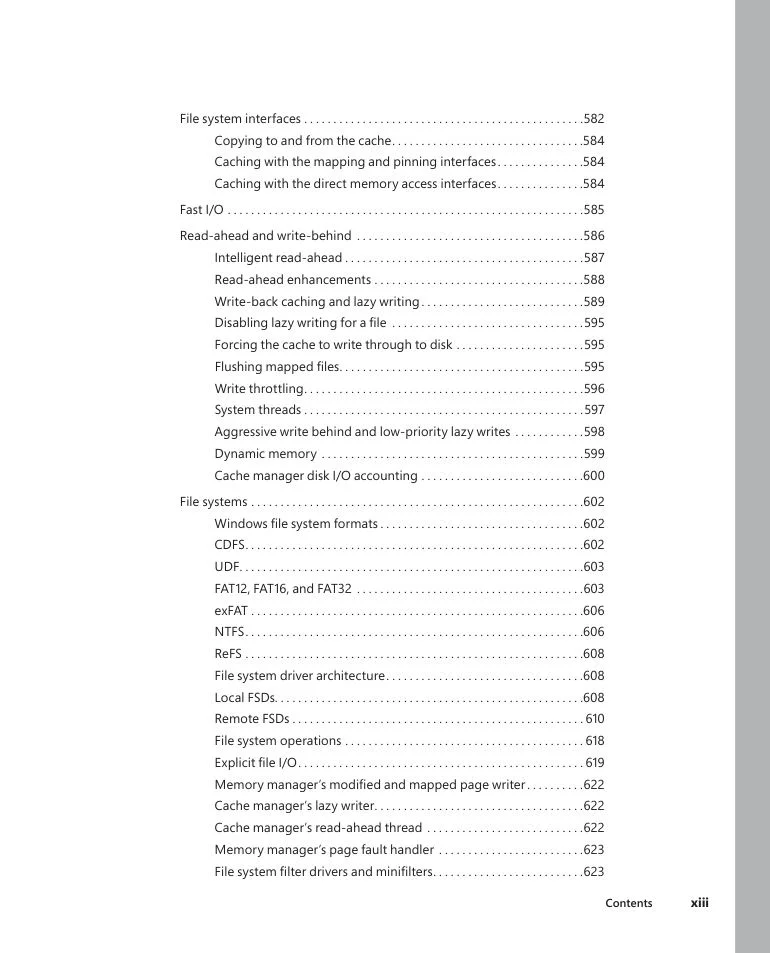 File system interfaces . . . . . . . . . . . . . . . . . . . . . . . . . . . . . . . . . . . . . . . . . . . . . . . .582
Copying to and from the cache. . . . . . . . . . . . . . . . . . . . . . . . . . . . . . . . .584
Caching with the mapping and pinning interfaces. . . . . . . . . . . . . . .584
Caching with the direct memory access interfaces. . . . . . . . . . . . . . .584
Fast I/O . . . . . . . . . . . . . . . . . . . . . . . . . . . . . . . . . . . . . . . . . . . . . . . . . . . . . . . . . . . . .585
Read-ahead and write-behind . . . . . . . . . . . . . . . . . . . . . . . . . . . . . . . . . . . . . . .586
Intelligent read-ahead . . . . . . . . . . . . . . . . . . . . . . . . . . . . . . . . . . . . . . . . .587
Read-ahead enhancements . . . . . . . . . . . . . . . . . . . . . . . . . . . . . . . . . . . .588
Write-back caching and lazy writing . . . . . . . . . . . . . . . . . . . . . . . . . . . .589
Disabling lazy writing for a file . . . . . . . . . . . . . . . . . . . . . . . . . . . . . . . . .595
Forcing the cache to write through to disk . . . . . . . . . . . . . . . . . . . . . .595
Flushing mapped files. . . . . . . . . . . . . . . . . . . . . . . . . . . . . . . . . . . . . . . . . .595
Write throttling. . . . . . . . . . . . . . . . . . . . . . . . . . . . . . . . . . . . . . . . . . . . . . . .596
System threads . . . . . . . . . . . . . . . . . . . . . . . . . . . . . . . . . . . . . . . . . . . . . . . .597
Aggressive write behind and low-priority lazy writes . . . . . . . . . . . .598
Dynamic memory . . . . . . . . . . . . . . . . . . . . . . . . . . . . . . . . . . . . . . . . . . . . .599
Cache manager disk I/O accounting . . . . . . . . . . . . . . . . . . . . . . . . . . . .600
File systems . . . . . . . . . . . . . . . . . . . . . . . . . . . . . . . . . . . . . . . . . . . . . . . . . . . . . . . . .602
Windows file system formats . . . . . . . . . . . . . . . . . . . . . . . . . . . . . . . . . . .602
CDFS. . . . . . . . . . . . . . . . . . . . . . . . . . . . . . . . . . . . . . . . . . . . . . . . . . . . . . . . . .602
UDF. . . . . . . . . . . . . . . . . . . . . . . . . . . . . . . . . . . . . . . . . . . . . . . . . . . . . . . . . . .603
FAT12, FAT16, and FAT32 . . . . . . . . . . . . . . . . . . . . . . . . . . . . . . . . . . . . . . .603
exFAT . . . . . . . . . . . . . . . . . . . . . . . . . . . . . . . . . . . . . . . . . . . . . . . . . . . . . . . . .606
NTFS. . . . . . . . . . . . . . . . . . . . . . . . . . . . . . . . . . . . . . . . . . . . . . . . . . . . . . . . . .606
ReFS . . . . . . . . . . . . . . . . . . . . . . . . . . . . . . . . . . . . . . . . . . . . . . . . . . . . . . . . . .608
File system driver architecture. . . . . . . . . . . . . . . . . . . . . . . . . . . . . . . . . .608
Local FSDs. . . . . . . . . . . . . . . . . . . . . . . . . . . . . . . . . . . . . . . . . . . . . . . . . . . . .608
Remote FSDs . . . . . . . . . . . . . . . . . . . . . . . . . . . . . . . . . . . . . . . . . . . . . . . . . . 610
File system operations . . . . . . . . . . . . . . . . . . . . . . . . . . . . . . . . . . . . . . . . . 618
Explicit file I/O . . . . . . . . . . . . . . . . . . . . . . . . . . . . . . . . . . . . . . . . . . . . . . . . . 619
Memory manager’s modified and mapped page writer . . . . . . . . . .622
Cache manager’s lazy writer. . . . . . . . . . . . . . . . . . . . . . . . . . . . . . . . . . . .622
Cache manager’s read-ahead thread . . . . . . . . . . . . . . . . . . . . . . . . . . .622
Memory manager’s page fault handler . . . . . . . . . . . . . . . . . . . . . . . . .623
File system filter drivers and minifilters. . . . . . . . . . . . . . . . . . . . . . . . . .623
Contents xiii